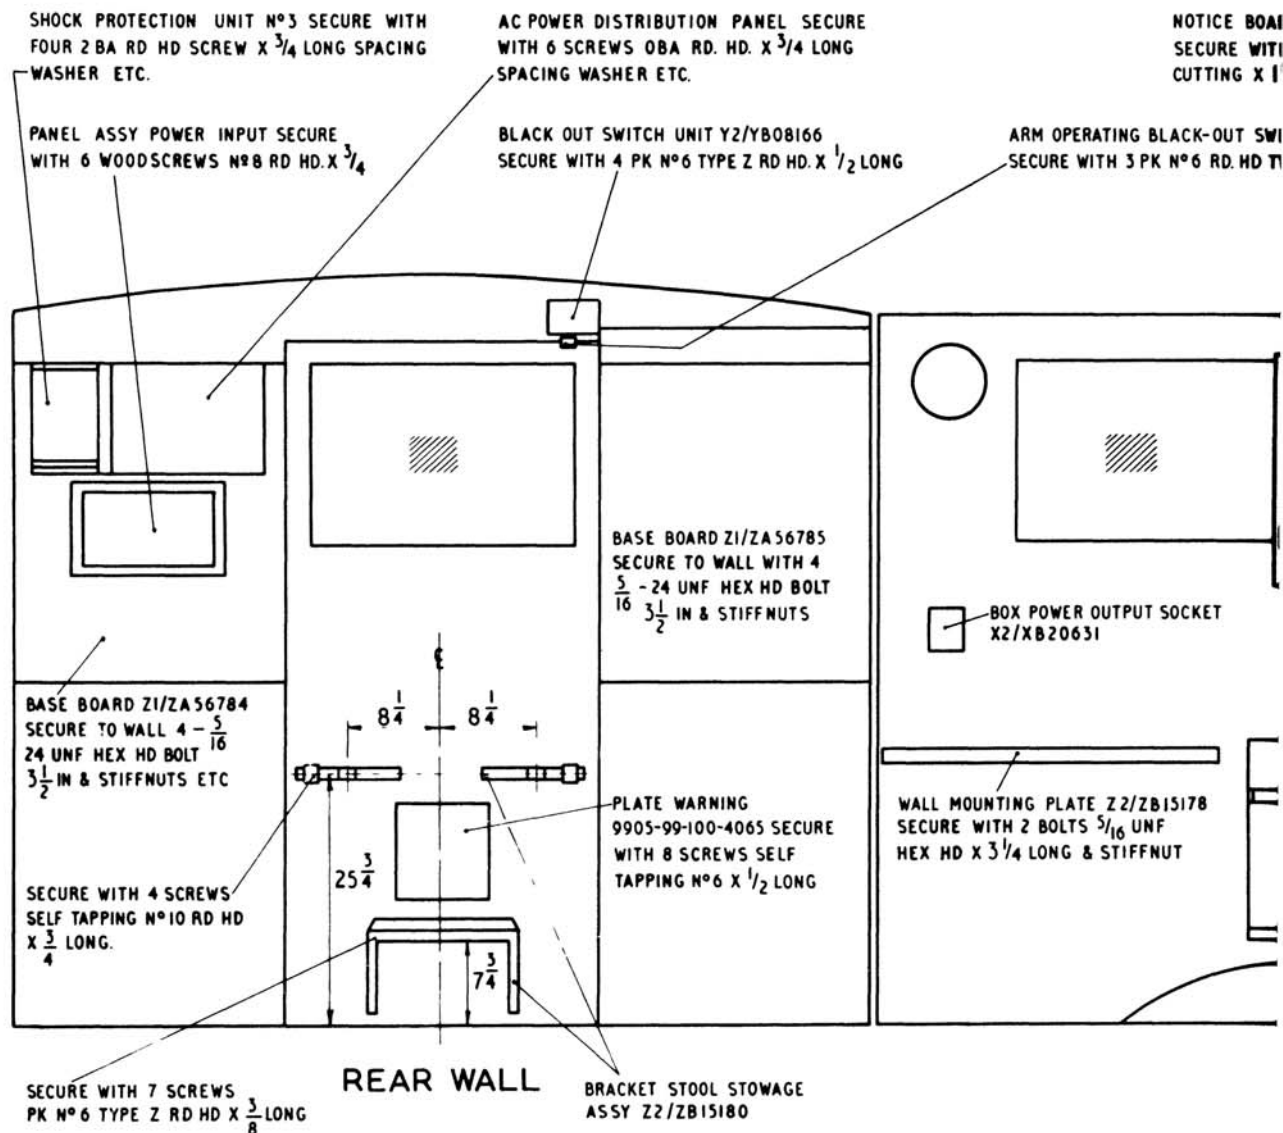 SHOCK PROTECTION UNIT Nº3 SECURE WITH
FOUR 2 BA RD HD SCREW X 3/4 LONG SPACING
WASHER ETC.
AC POWER DISTRIBUTION PANEL SECURE
WITH 6 SCREWS OBA RD. HD. X 3/4 LONG
SPACING WASHER ETC.
NOTICE
SECURE
CUTTING X
PANEL ASSY POWER INPUT SECURE
WITH 6 WOODSCREWS Nº8 RD HD. X 3/4
BLACK OUT SWITCH UNIT Y2/YB08166
SECURE WITH 4 PK Nº6 TYPE Z RD HD. X 1/2 LONG
ARM OPERATING BLACK-OUT
SECURE WITH 3 PK Nº6 RD. HD
BASE BOARD Z1/ZA56785
SECURE TO WALL WITH 4
5/16 - 24 UNF HEX HD BOLT
3 1/2 IN & STIFFNUTS
BOX POWER OUTPUT SOCKET
X2/XB20631
BASE BOARD Z1/ZA56784
SECURE TO WALL 4 - 5/16
24 UNF HEX HD BOLT
3 1/2 IN & STIFFNUTS ETC
8 1/4
8 1/4
PLATE WARNING
9905-99-100-4065 SECURE
WITH 8 SCREWS SELF
TAPPING Nº6 X 1/2 LONG
WALL MOUNTING PLATE Z2/ZB15178
SECURE WITH 2 BOLTS 5/16 UNF
HEX HD X 3 1/4 LONG & STIFFNUT
25 3/4
SECURE WITH 4 SCREWS
SELF TAPPING Nº10 RD HD
X 3/4 LONG.
7 3/4
REAR WALL
SECURE WITH 7 SCREWS
PK Nº6 TYPE Z RD HD X 3/8 LONG
BRACKET STOOL STOWAGE
ASSY Z2/ZB15180